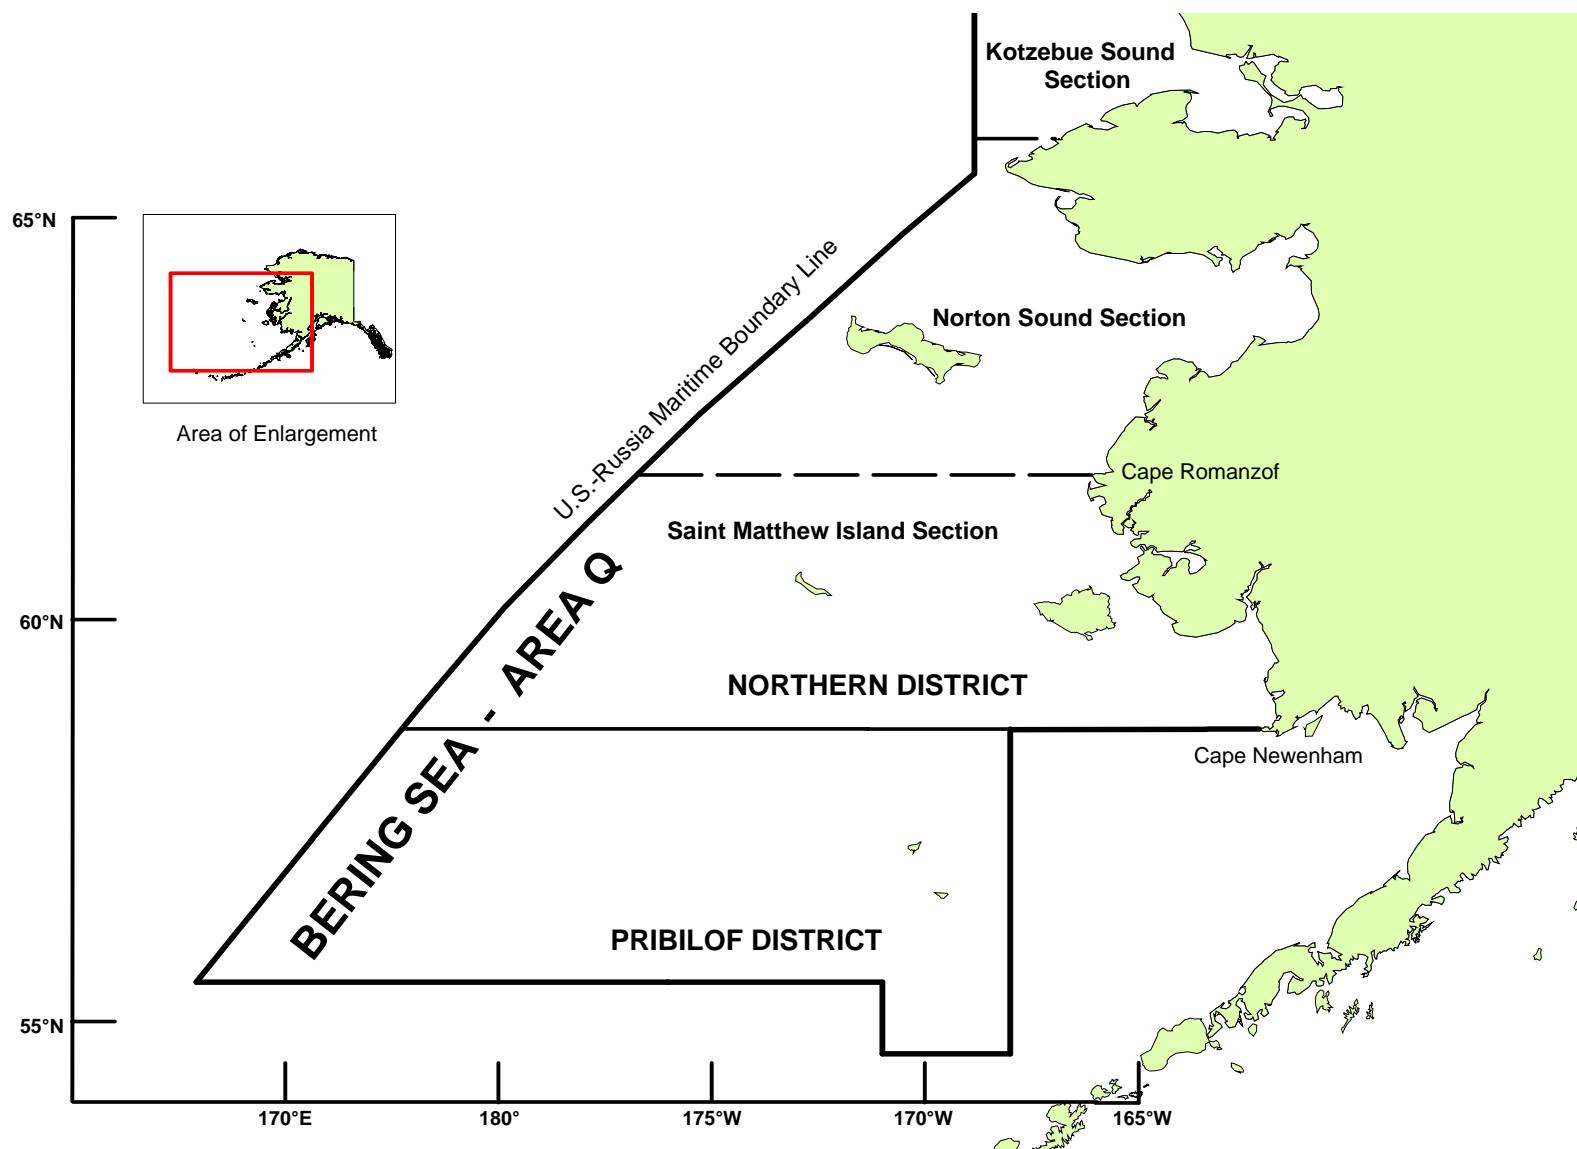 Kotzebue Sound
Section
65°N
U.S.-Russia Maritime Boundary Line
Norton Sound Section
Area of Enlargement
Cape Romanzof
Saint Matthew Island Section
BERING SEA - AREA Q
60°N
NORTHERN DISTRICT
Cape Newenham
PRIBILOF DISTRICT
55°N
170°E
180°
175°W
170°W
165°W